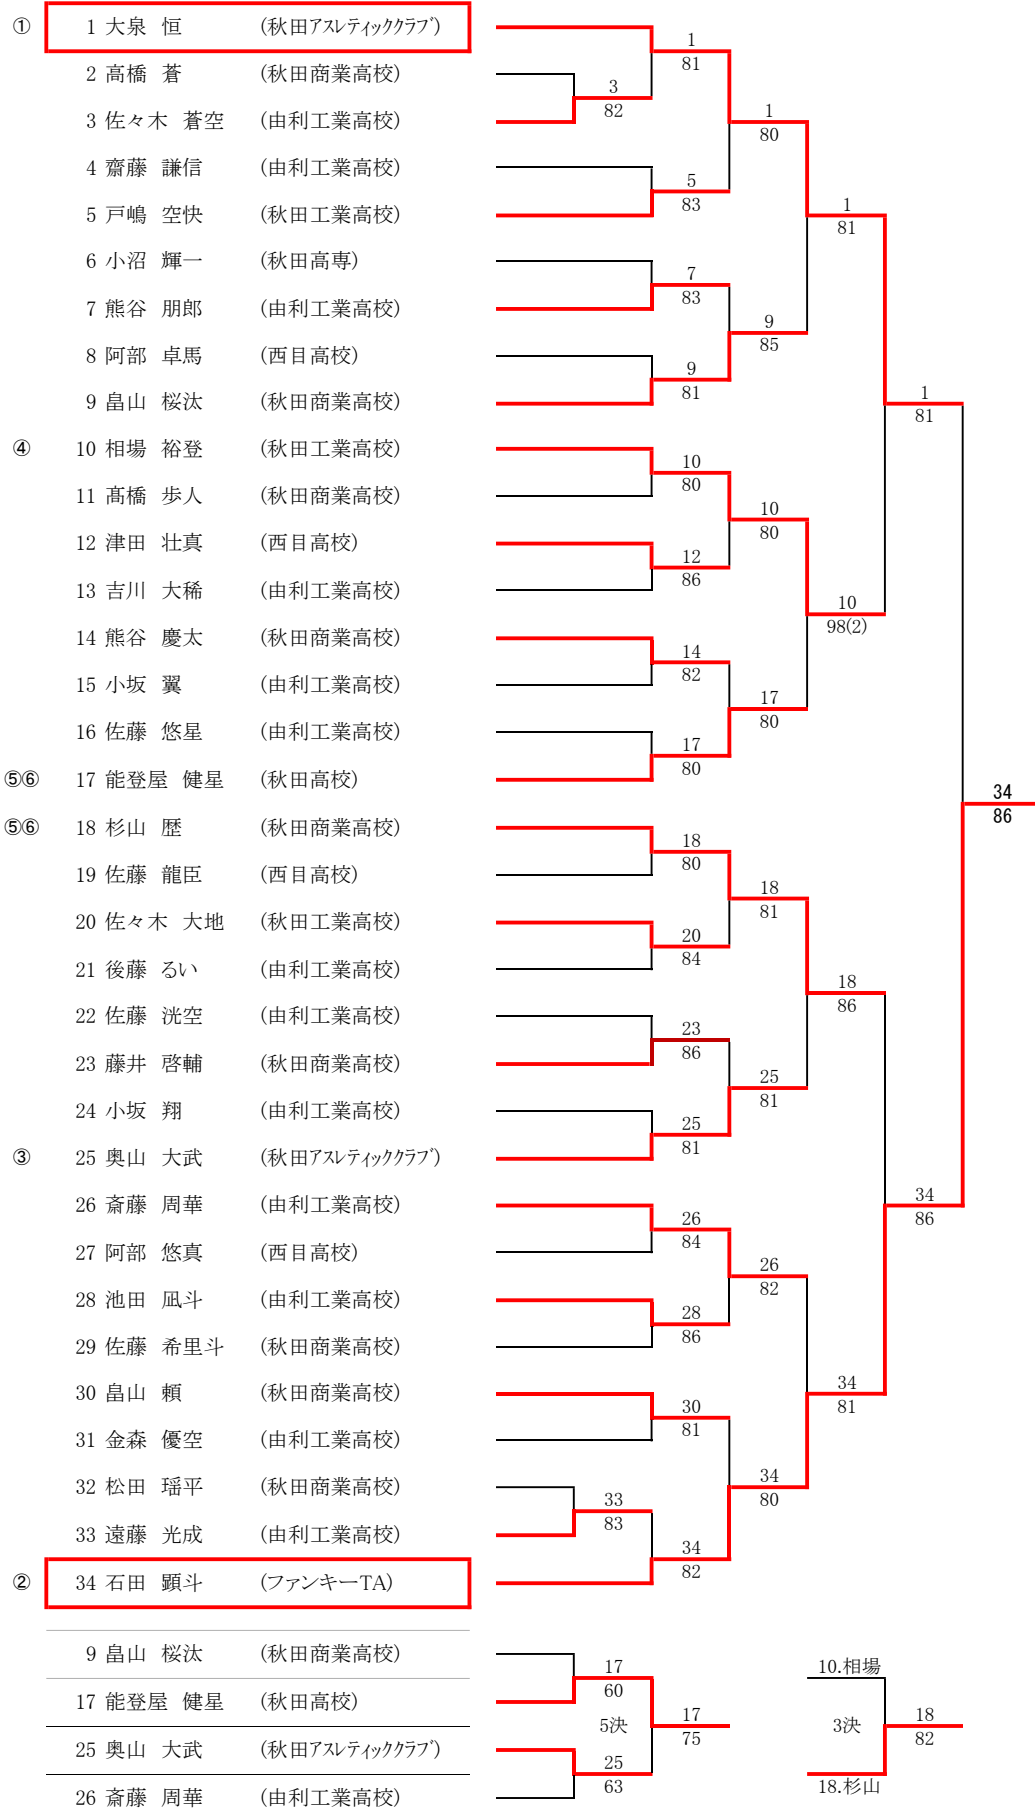 ① 1 大泉 恒 (秋田アスレティッククラブ)
2 高橋 蒼 (秋田商業高校)
3 佐々木 蒼空 (由利工業高校)
4 齋藤 謙信 (由利工業高校)
5 戸嶋 空快 (秋田工業高校)
6 小沼 輝一 (秋田高専)
7 熊谷 朋郎 (由利工業高校)
8 阿部 卓馬 (西目高校)
9 畠山 桜汰 (秋田商業高校)
④ 10 相場 裕登 (秋田工業高校)
11 髙橋 歩人 (秋田商業高校)
12 津田 壮真 (西目高校)
13 吉川 大稀 (由利工業高校)
14 熊谷 慶太 (秋田商業高校)
15 小坂 翼 (由利工業高校)
16 佐藤 悠星 (由利工業高校)
⑤⑥ 17 能登屋 健星 (秋田高校)
⑤⑥ 18 杉山 歴 (秋田商業高校)
19 佐藤 龍臣 (西目高校)
20 佐々木 大地 (秋田工業高校)
21 後藤 るい (由利工業高校)
22 佐藤 洸空 (由利工業高校)
23 藤井 啓輔 (秋田商業高校)
24 小坂 翔 (由利工業高校)
③ 25 奥山 大武 (秋田アスレティッククラブ)
26 斎藤 周華 (由利工業高校)
27 阿部 悠真 (西目高校)
28 池田 凪斗 (由利工業高校)
29 佐藤 希里斗 (秋田商業高校)
30 畠山 頼 (秋田商業高校)
31 金森 優空 (由利工業高校)
32 松田 瑶平 (秋田商業高校)
33 遠藤 光成 (由利工業高校)
② 34 石田 顕斗 (ファンキーTA)
3
82
33
83
1
81
5
83
7
83
9
81
10
80
12
86
14
82
17
80
18
80
20
84
23
86
25
81
26
84
28
86
30
81
34
82
1
80
9
85
10
80
17
80
18
81
25
81
26
82
34
80
1
81
10
98(2)
18
86
34
81
1
81
34
86
34
86
9 畠山 桜汰 (秋田商業高校)
17 能登屋 健星 (秋田高校)
25 奥山 大武 (秋田アスレティッククラブ)
26 斎藤 周華 (由利工業高校)
17
60
5決
25
63
17
75
10.相場
3決
18.杉山
18
82